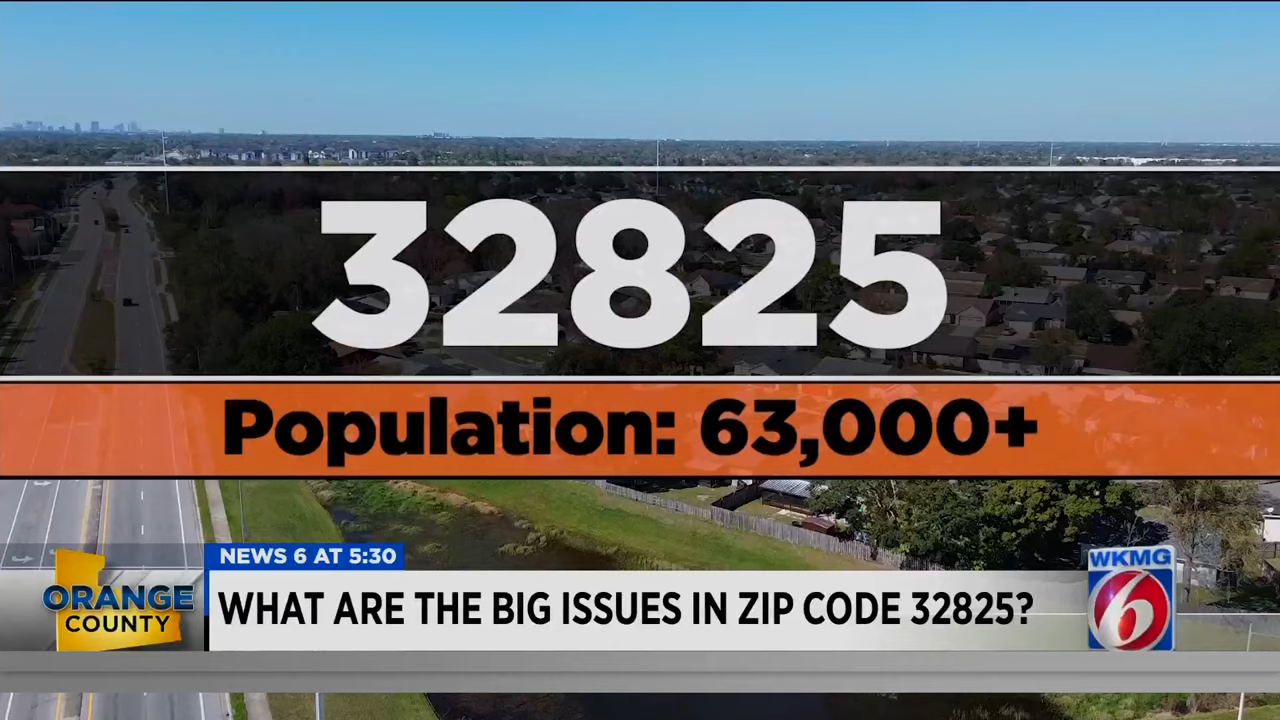 32825
Population: 63,000+
NEWS 6 AT 5:30
ORANGE
COUNTY
WHAT ARE THE BIG ISSUES IN ZIP CODE 32825?
WKMG
6